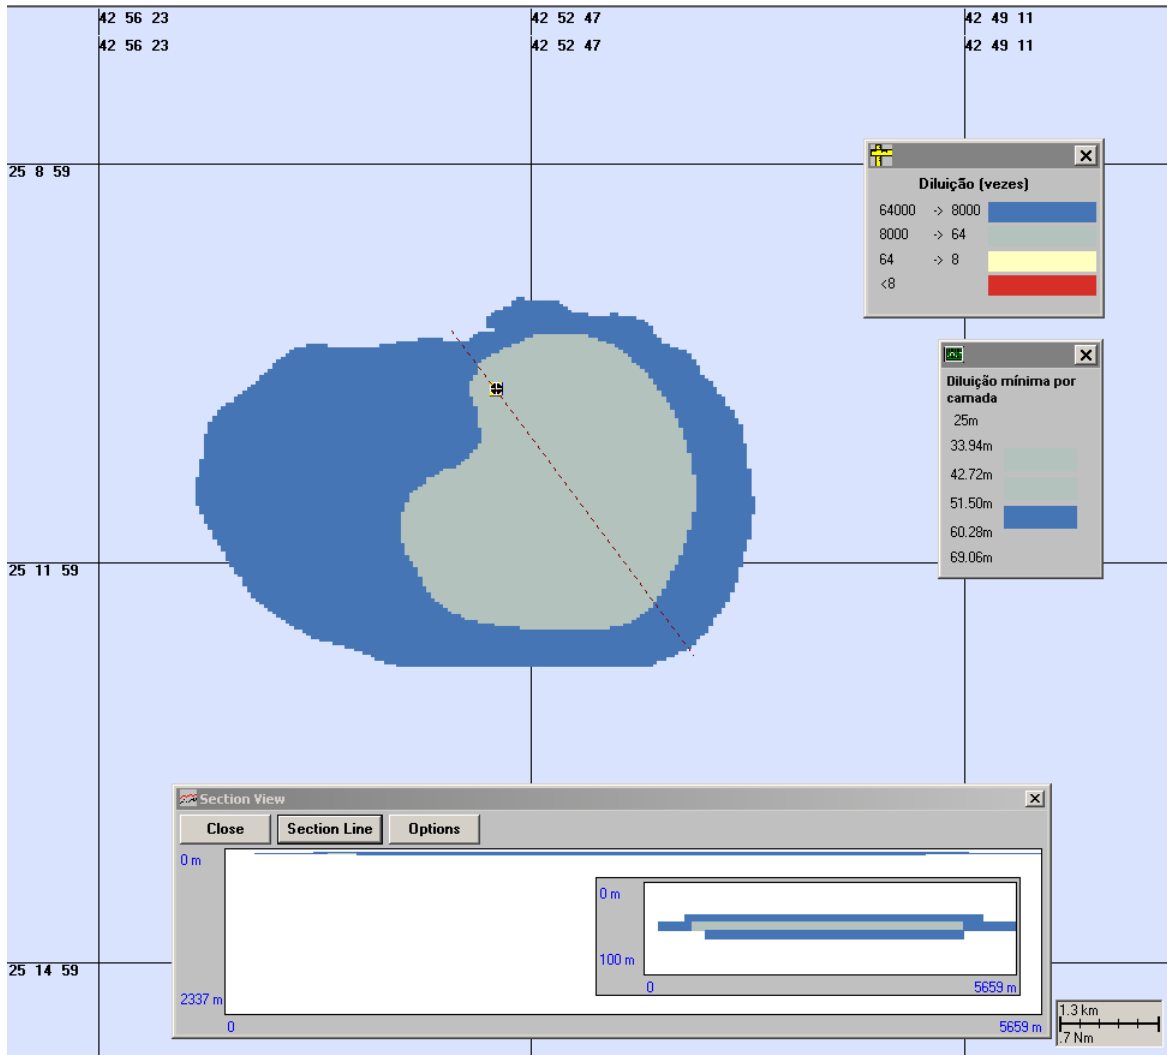 42 56 23
42 52 47
42 49 11
42 56 23
42 52 47
42 49 11
25 8 59
25 11 59
25 14 59
Diluição (vezes)
64000 -> 8000
8000 -> 64
64 -> 8
<8
Diluição mínima por
camada
25m
33.94m
42.72m
51.50m
60.28m
69.06m
Section View
Close
Section Line
Options
0 m
2337 m
0
5659 m
0 m
100 m
0
5659 m
1.3 km
.7 Nm